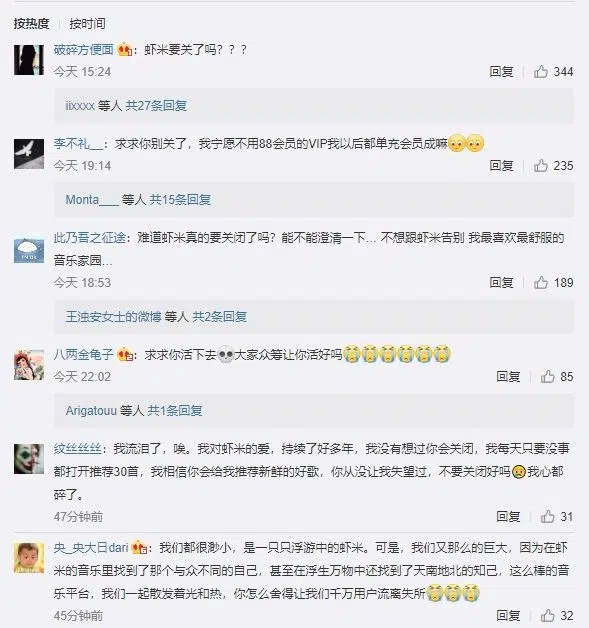 按热度 按时间
破碎方便面：虾米要关了吗？？？
今天 15:24 回复 344
iixxxx 等人 共27条回复
李不礼__：求求你别关了，我宁愿不用88会员的VIP我以后都单充会员成嘛
今天 19:14 回复 235
Monta___ 等人 共15条回复
此乃吾之征途：难道虾米真的要关闭了吗？能不能澄清一下... 不想跟虾米告别 我最喜欢最舒服的
音乐家园...
今天 18:53 回复 189
王浊安女士的微博 等人 共2条回复
八两金龟子：求求你活下去大家众筹让你活好吗
今天 22:02 回复 85
Arigatouu 等人 共1条回复
纹丝丝丝：我流泪了，唉。我对虾米的爱，持续了好多年，我没有想过你会关闭，我每天只要没事
都打开推荐30首，我相信你会给我推荐新鲜的好歌，你从没让我失望过，不要关闭好吗我心都
碎了。
47分钟前 回复 31
央_央大日dari：我们都很渺小，是一只只浮游中的虾米。可是，我们又那么的巨大，因为在虾
米的音乐里找到了那个与众不同的自己，甚至在浮生万物中还找到了天南地北的知己，这么棒的音
乐平台，我们一起散发着光和热，你怎么舍得让我们千万用户流离失所
45分钟前 回复 32